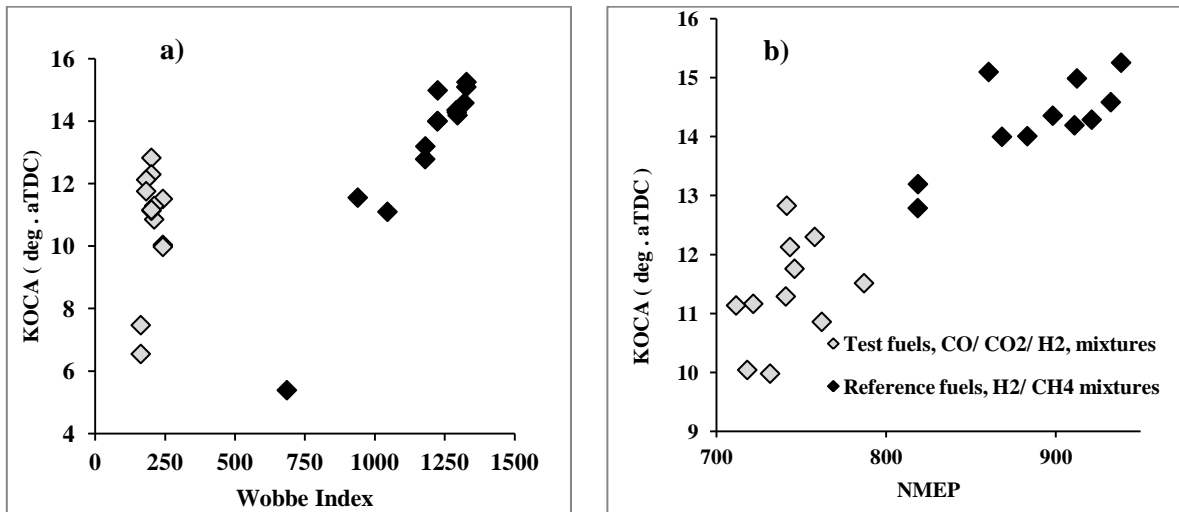 a)
16
14
12
10
8
6
4
0 250 500 750 1000 1250 1500
KOCA ( deg . aTDC)
Wobbe Index
b)
16
15
14
13
12
11
10
9
700 800 900
KOCA ( deg . aTDC )
NMEP
Test fuels, CO/ CO2/ H2, mixtures
Reference fuels, H2/ CH4 mixtures